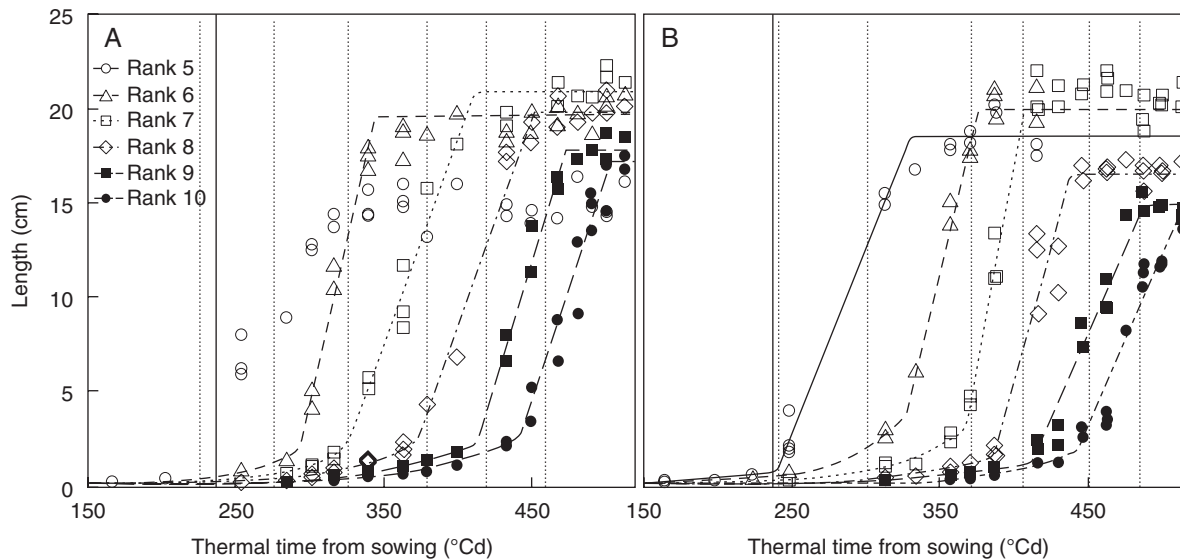 A
B
25
20
15
10
5
0
Length (cm)
Rank 5
Rank 6
Rank 7
Rank 8
Rank 9
Rank 10
150 250 350 450 150 250 350 450
Thermal time from sowing (°Cd) Thermal time from sowing (°Cd)